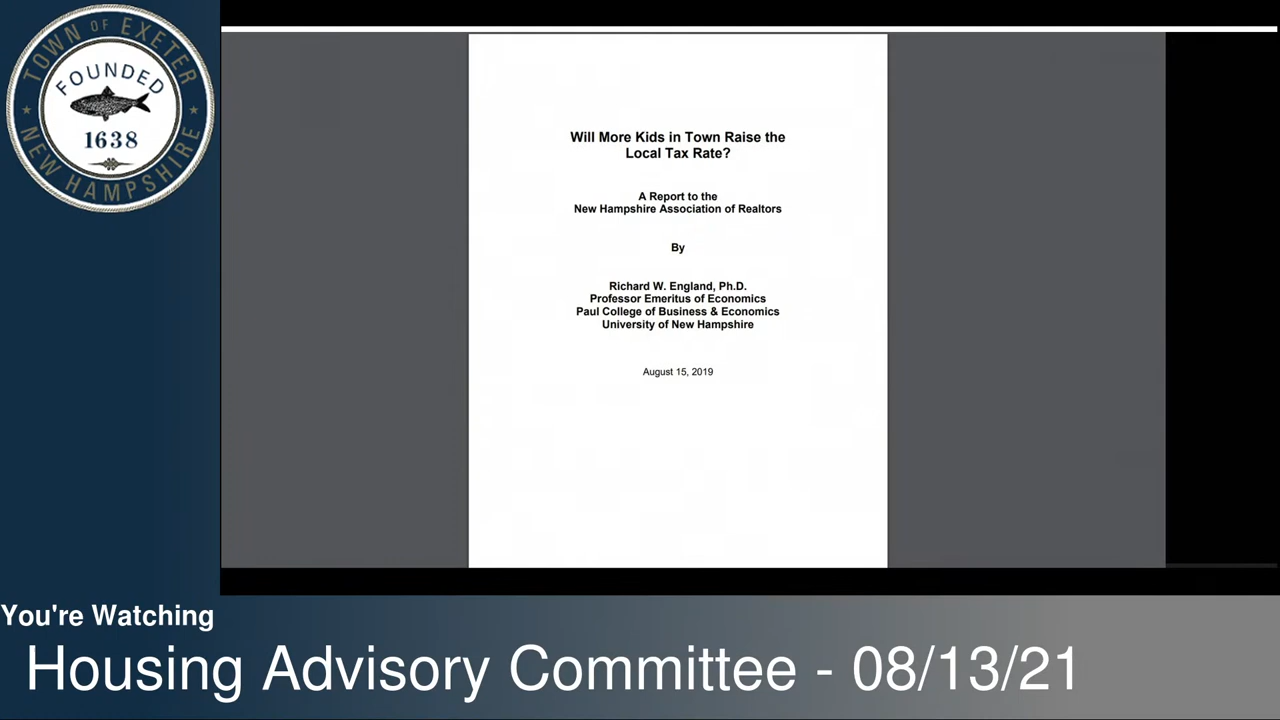 TOWN OF EXETER
FOUNDED
1638
NEW HAMPSHIRE
Will More Kids in Town Raise the
Local Tax Rate?
A Report to the
New Hampshire Association of Realtors
By
Richard W. England, Ph.D.
Professor Emeritus of Economics
Paul College of Business & Economics
University of New Hampshire
August 15, 2019
You're Watching
Housing Advisory Committee - 08/13/21